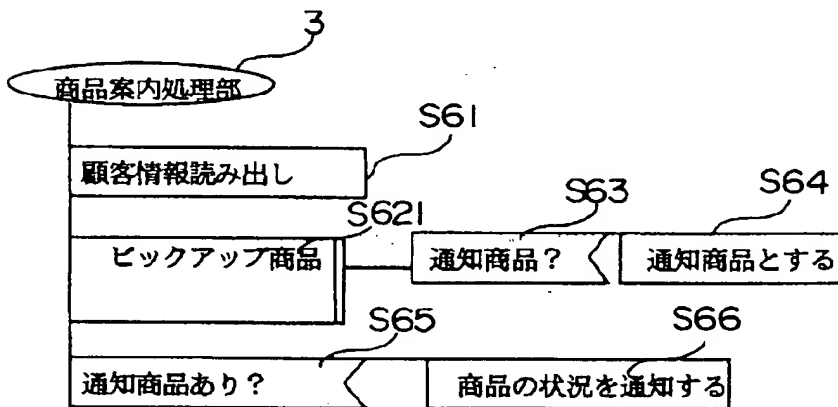 3
商品案内処理部
S61
顧客情報読み出し
S621
S63
S64
ピックアップ商品
通知商品？
通知商品とする
S65
S66
通知商品あり？
商品の状況を通知する